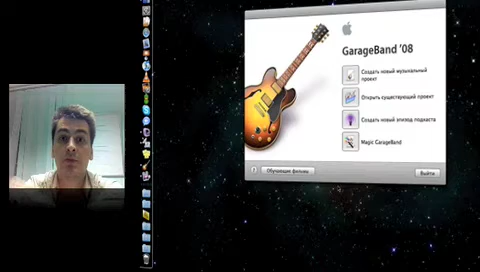 GarageBand '08
Создать новый музыкальный
проект
Открыть существующий проект
Создать новый эпизод подкаста
Magic GarageBand
Обучающие фильмы
Выйти